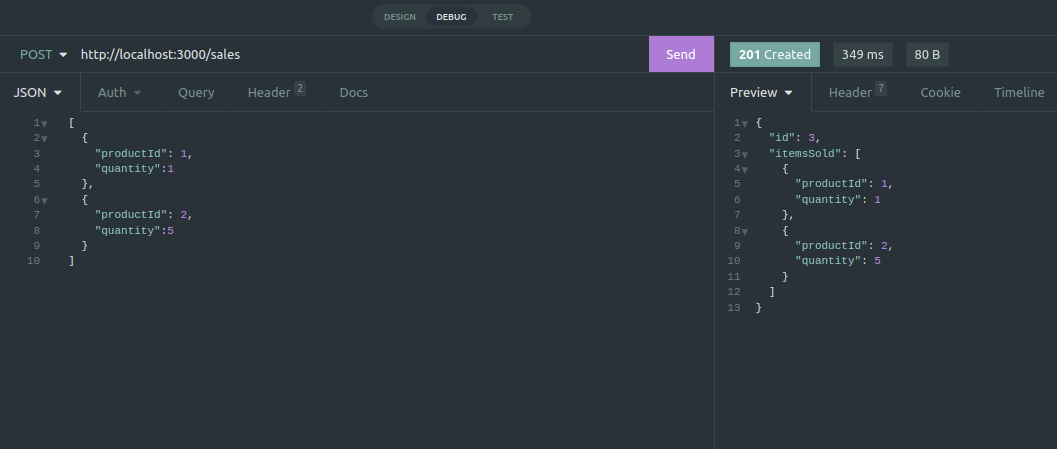 DESIGN DEBUG TEST
POST http://localhost:3000/sales Send 201 Created 349 ms 80 B
JSON Auth Query Header 2 Docs
Preview Header 7 Cookie Timeline
1 [
2 {
3 "productId": 1,
4 "quantity":1
5 },
6 {
7 "productId": 2,
8 "quantity":5
9 }
10 ]
1 {
2 "id": 3,
3 "itemsSold": [
4 {
5 "productId": 1,
6 "quantity": 1
7 },
8 {
9 "productId": 2,
10 "quantity": 5
11 }
12 ]
13 }